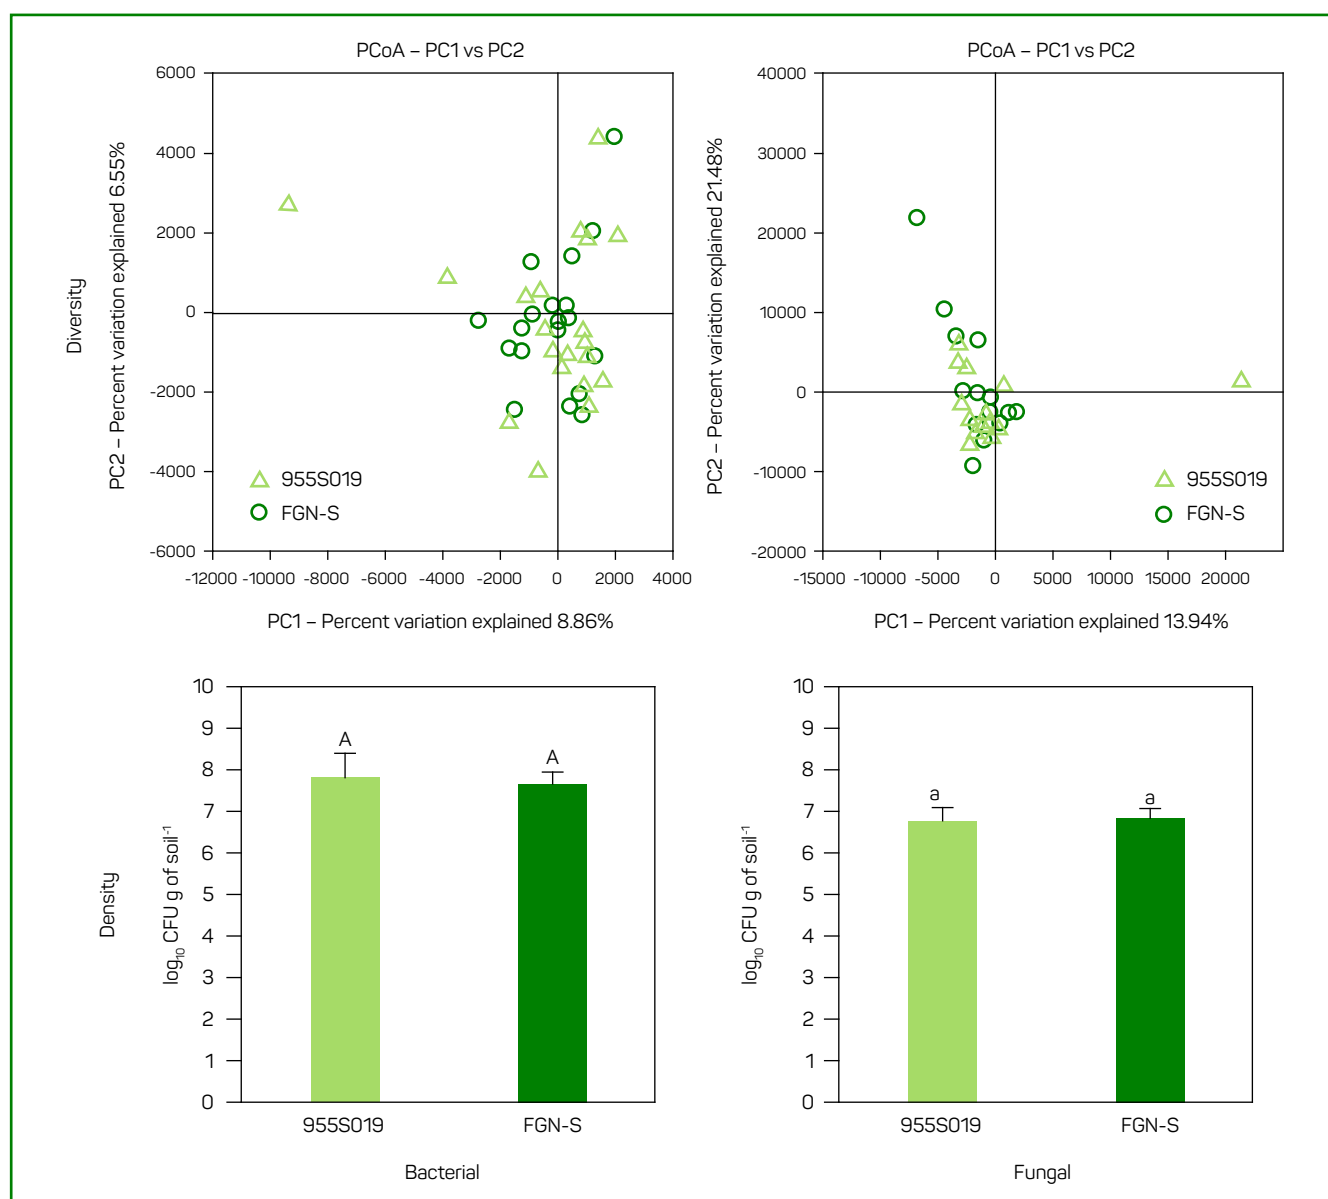 PCoA – PC1 vs PC2
6000
4000
2000
0
-2000
-4000
-6000
PC2 – Percent variation explained 6.55%
Diversity
955S019
FGN-S
-12000 -10000 -8000 -6000 -4000 -2000 0 2000 4000
PC1 – Percent variation explained 8.86%
PCoA – PC1 vs PC2
40000
30000
20000
10000
0
-10000
-20000
PC2 – Percent variation explained 21.48%
955S019
FGN-S
-15000 -10000 -5000 0 5000 10000 15000 20000
PC1 – Percent variation explained 13.94%
10
9
8
7
6
5
4
3
2
1
0
Density
log₁₀ CFU g of soil⁻¹
A
A
955S019 FGN-S
Bacterial
10
9
8
7
6
5
4
3
2
1
0
log₁₀ CFU g of soil⁻¹
a
a
955S019 FGN-S
Fungal